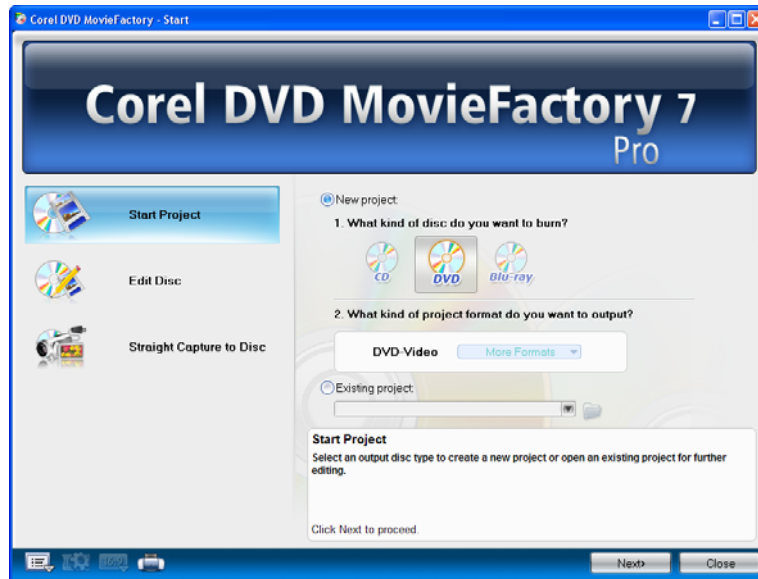 Corel DVD MovieFactory - Start
Corel DVD MovieFactory 7
Pro
Start Project
Edit Disc
Straight Capture to Disc
New project:
1. What kind of disc do you want to burn?
CD
DVD
Blu-ray
2. What kind of project format do you want to output?
DVD-Video
More Formats
Existing project:
Start Project
Select an output disc type to create a new project or open an existing project for further
editing.
Click Next to proceed.
Next>
Close